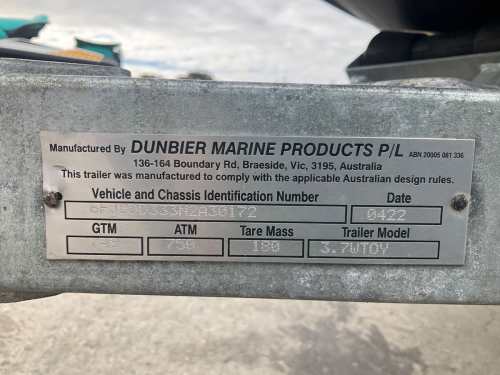 Manufactured By DUNBIER MARINE PRODUCTS P/L ABN 20005 081 336
136-164 Boundary Rd, Braeside, Vic, 3195, Australia
This trailer was manufactured to comply with the applicable Australian design rules.
Vehicle and Chassis Identification Number Date
0422
GTM ATM Tare Mass Trailer Model
750 180 3.7WTOY